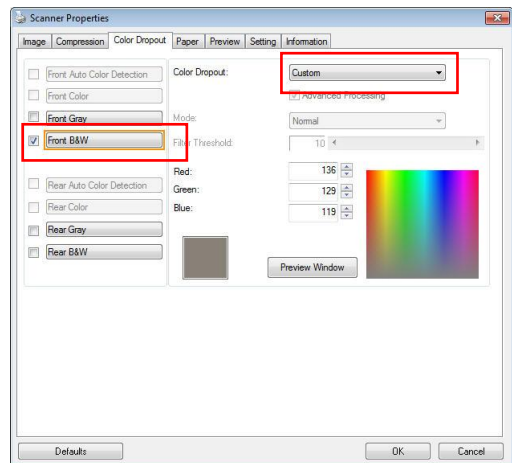 Scanner Properties
Image Compression Color Dropout Paper Preview Setting Information
Front Auto Color Detection
Front Color
Front Gray
Front B&W
Rear Auto Color Detection
Rear Color
Rear Gray
Rear B&W
Color Dropout: Custom
Advanced Processing
Mode: Normal
Filter Threshold: 10
Red: 136
Green: 129
Blue: 119
Preview Window
Defaults OK Cancel